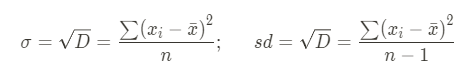 σ = √D = ∑(xᵢ − x̄)² / n ;   sd = √D = ∑(xᵢ − x̄)² / n − 1